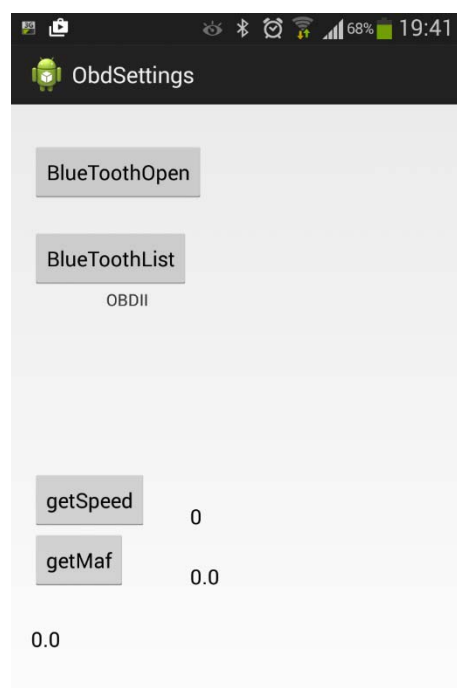 68% 19:41
ObdSettings
BlueToothOpen
BlueToothList
OBDII
getSpeed 0
getMaf 0.0
0.0